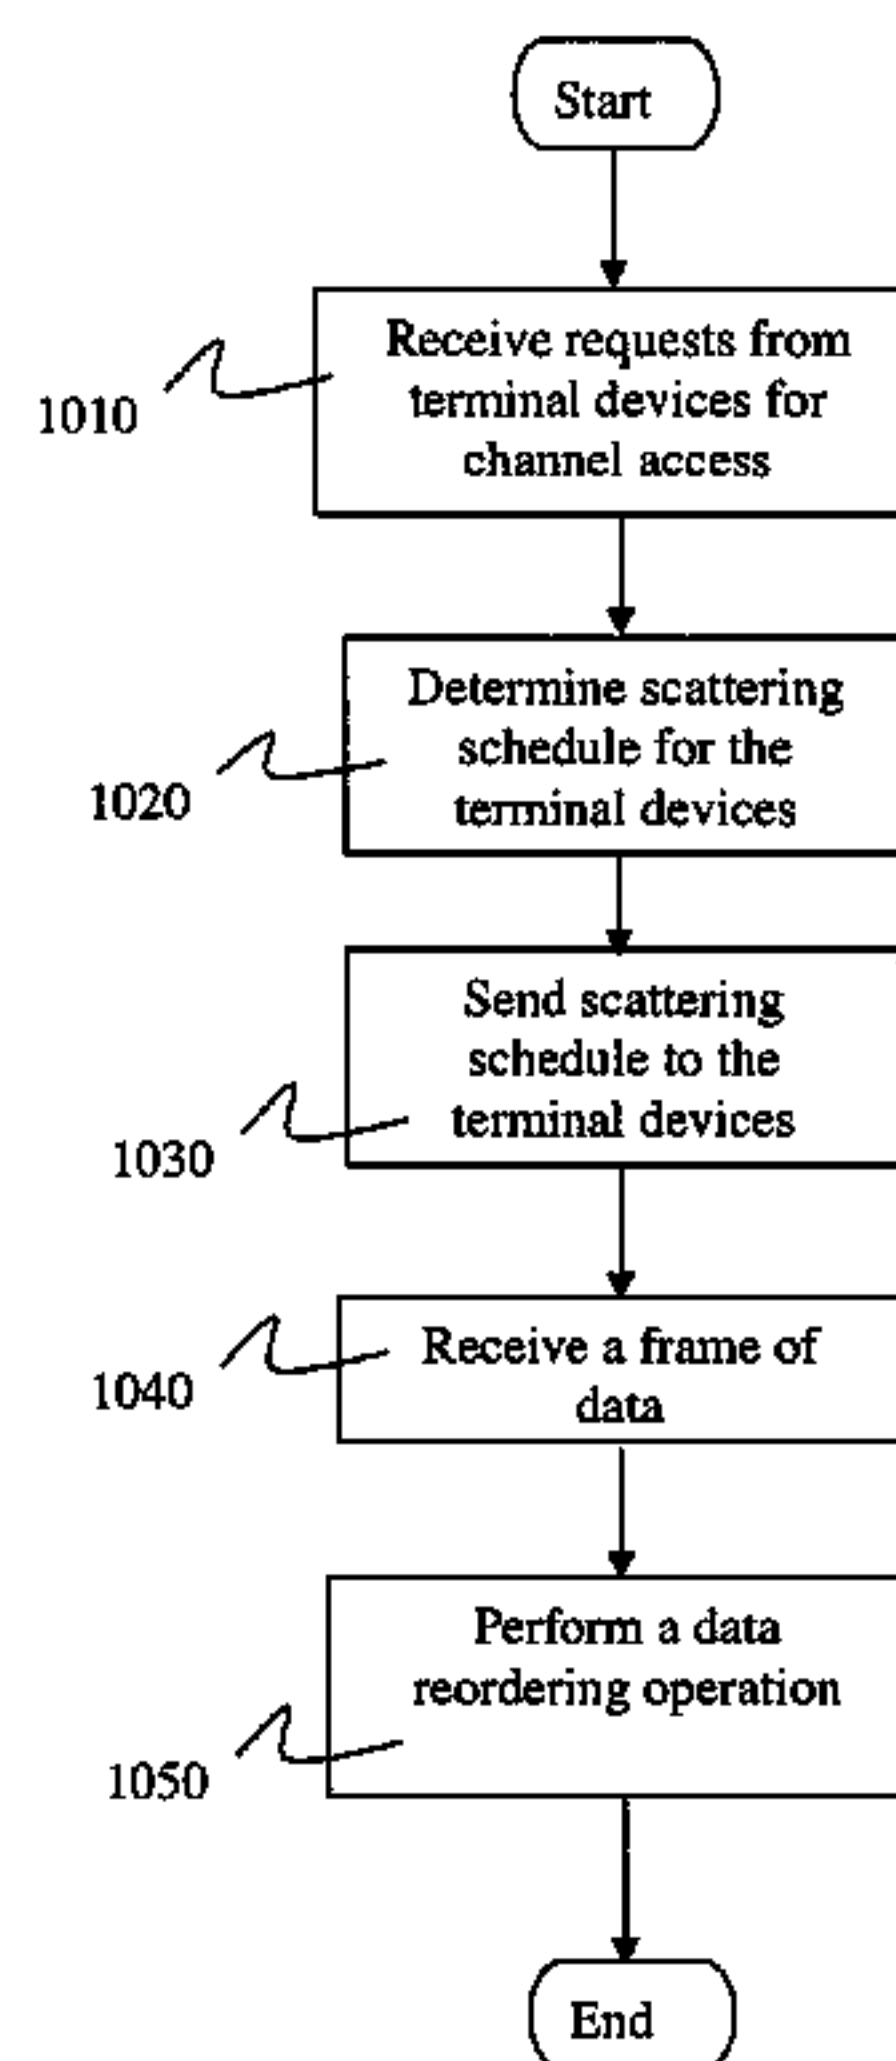 Start
Receive requests from
terminal devices for
channel access
1010
Determine scattering
schedule for the
terminal devices
1020
Send scattering
schedule to the
terminal devices
1030
Receive a frame of
data
1040
Perform a data
reordering operation
1050
End